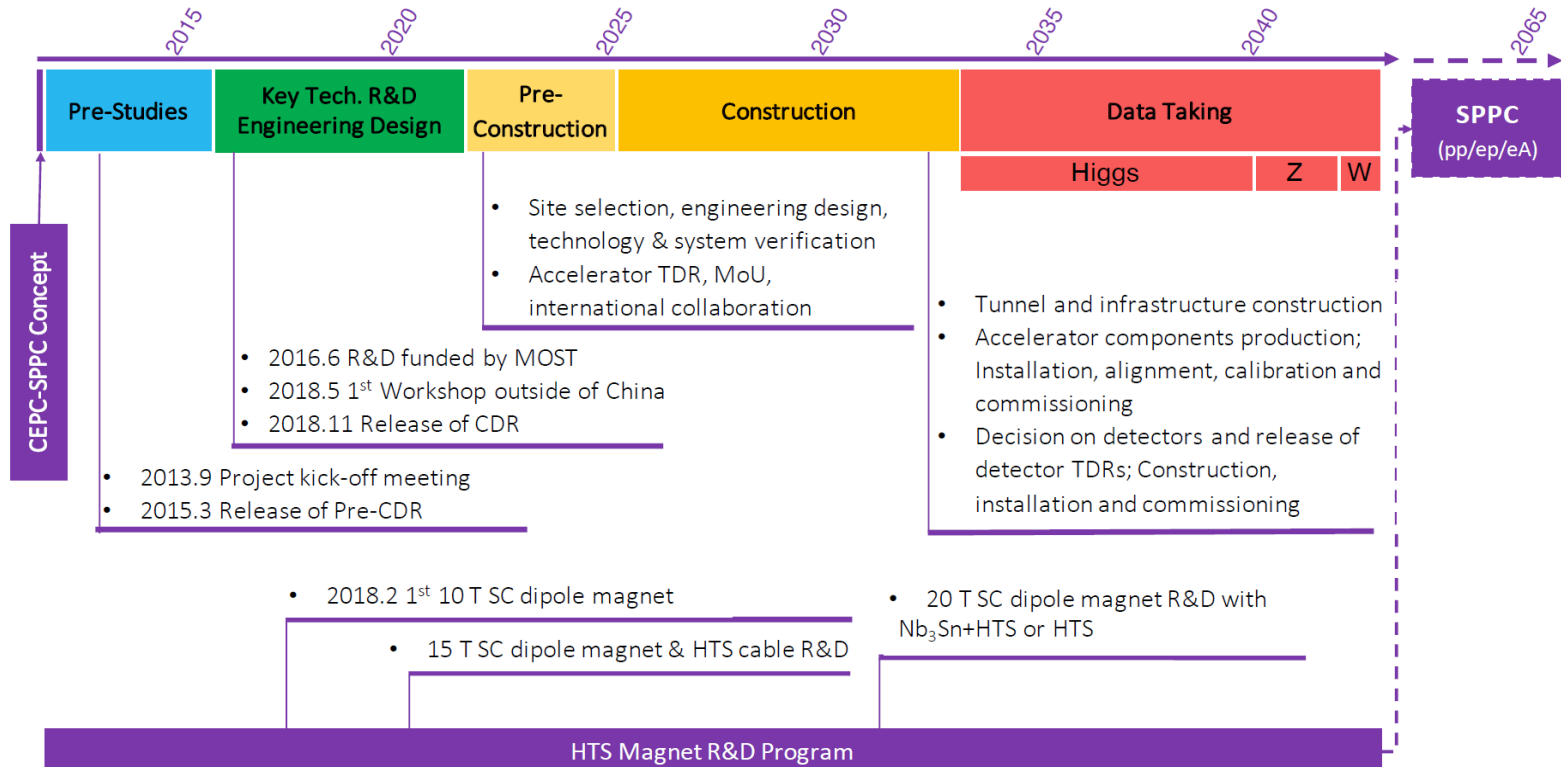 2015
2020
2025
2030
2035
2040
2065
Pre-Studies
Key Tech. R&D
Engineering Design
Pre-
Construction
Construction
Data Taking
SPPC
(pp/ep/eA)
Higgs
Z
W
CEPC-SPPC Concept
• Site selection, engineering design,
technology & system verification
• Accelerator TDR, MoU,
international collaboration
• Tunnel and infrastructure construction
• Accelerator components production;
Installation, alignment, calibration and
commissioning
• Decision on detectors and release of
detector TDRs; Construction,
installation and commissioning
• 2016.6 R&D funded by MOST
• 2018.5 1st Workshop outside of China
• 2018.11 Release of CDR
• 2013.9 Project kick-off meeting
• 2015.3 Release of Pre-CDR
• 2018.2 1st 10 T SC dipole magnet
• 15 T SC dipole magnet & HTS cable R&D
• 20 T SC dipole magnet R&D with
Nb₃Sn+HTS or HTS
HTS Magnet R&D Program